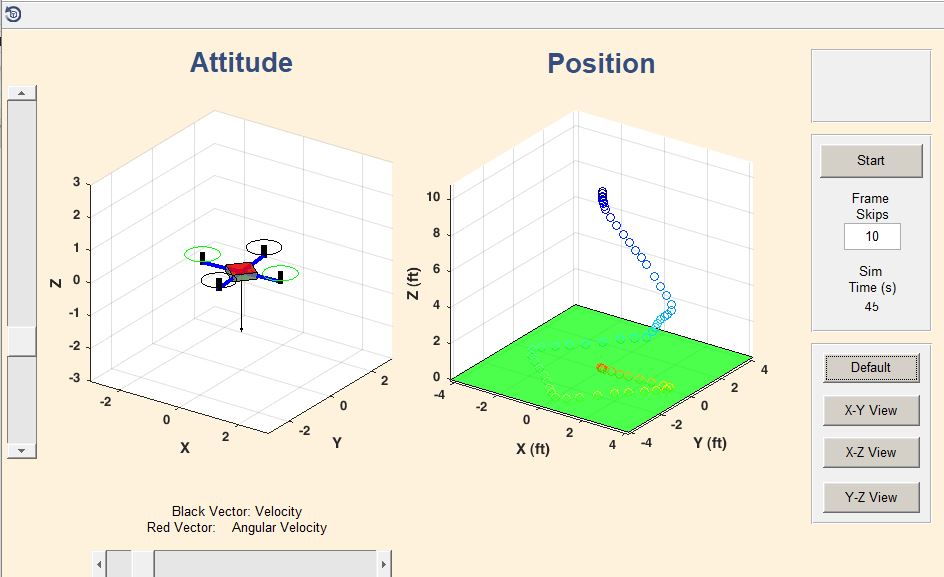 Attitude
Position
3
2
1
0
-1
-2
-3
Z
-2
0
2
X
-2
0
2
Y
10
8
6
4
2
0
Z (ft)
-4
-2
0
2
4
X (ft)
-4
-2
0
2
4
Y (ft)
Black Vector: Velocity
Red Vector: Angular Velocity
Start
Frame
Skips
10
Sim
Time (s)
45
Default
X-Y View
X-Z View
Y-Z View